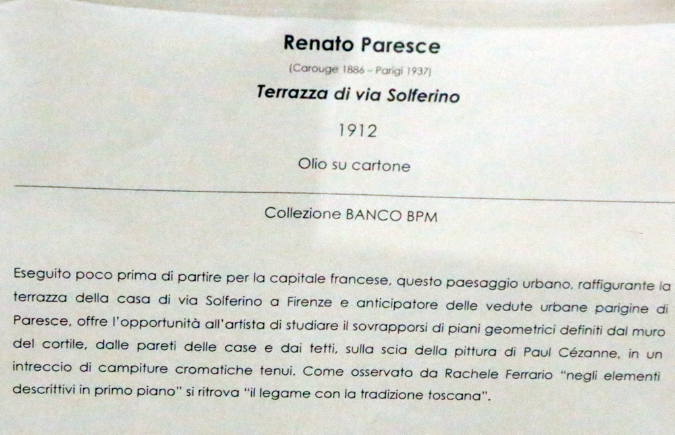 Renato Paresce
(Carouge 1886 – Parigi 1937)
Terrazza di via Solferino
1912
Olio su cartone
Collezione BANCO BPM
Eseguito poco prima di partire per la capitale francese, questo paesaggio urbano, raffigurante la
terrazza della casa di via Solferino a Firenze e anticipatore delle vedute urbane parigine di
Paresce, offre l'opportunità all'artista di studiare il sovrapporsi di piani geometrici definiti dal muro
del cortile, dalle pareti delle case e dai tetti, sulla scia della pittura di Paul Cézanne, in un
intreccio di campiture cromatiche tenui. Come osservato da Rachele Ferrario "negli elementi
descrittivi in primo piano" si ritrova "il legame con la tradizione toscana".